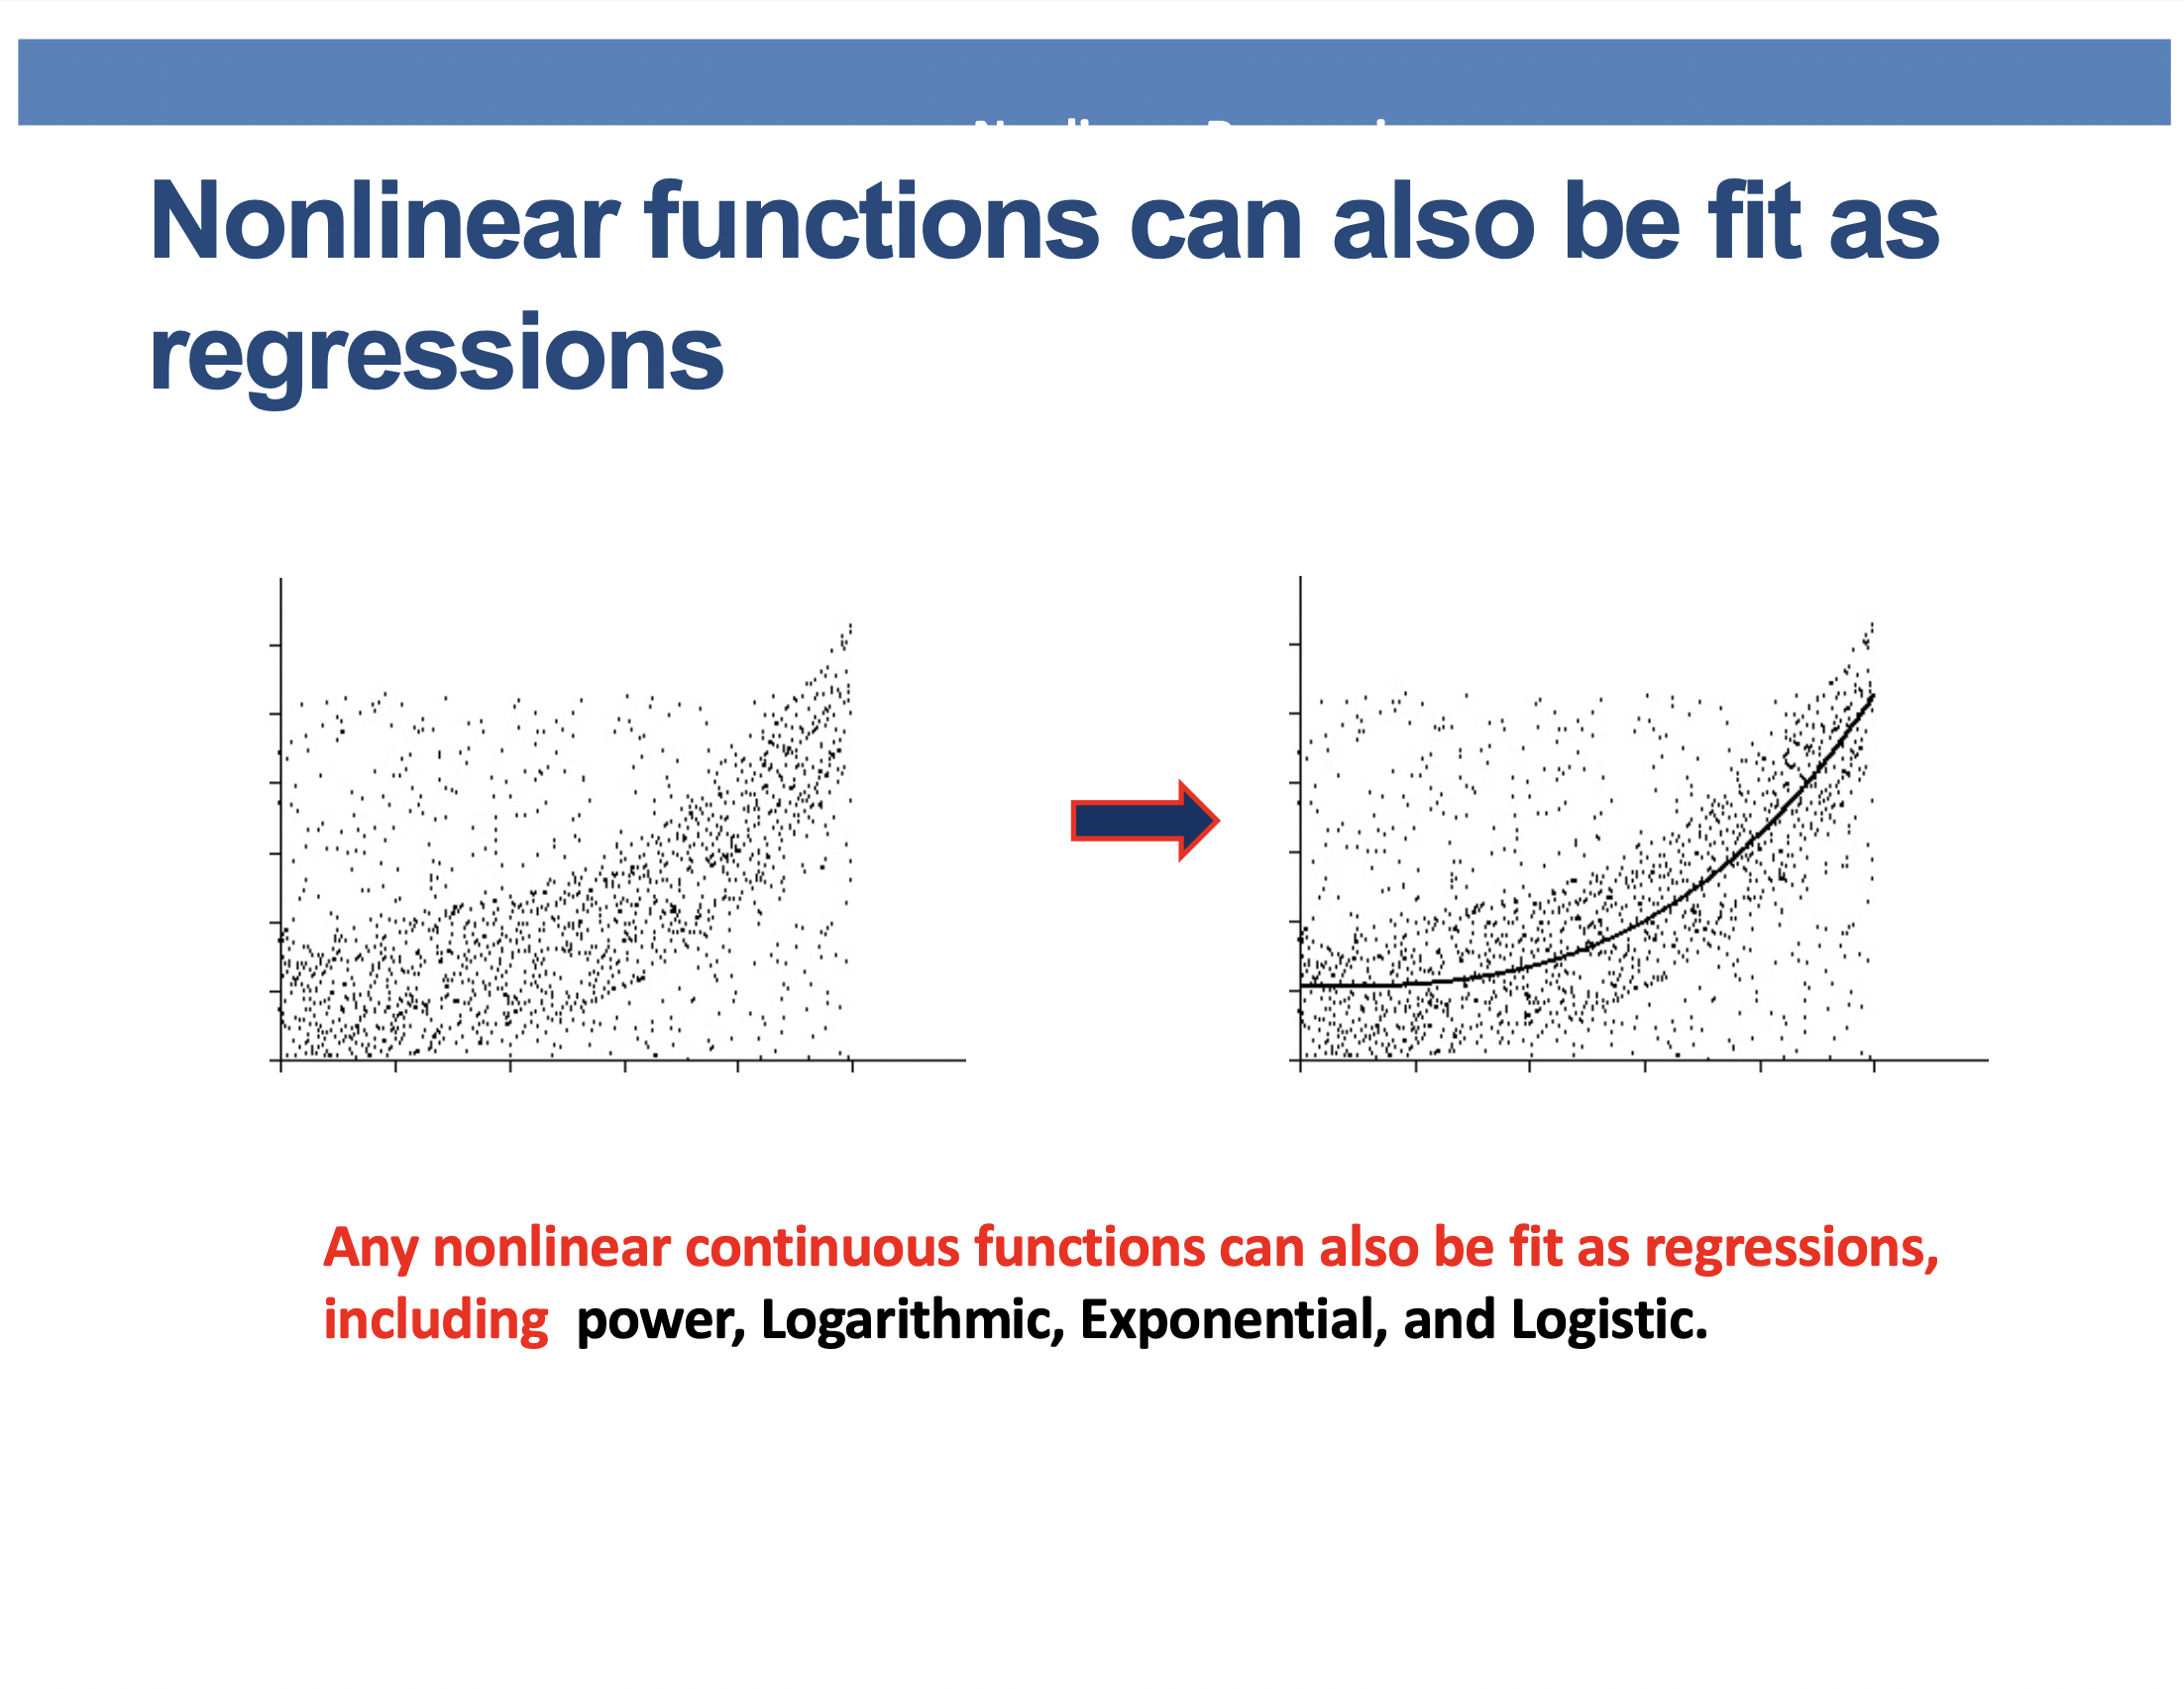 Nonlinear functions can also be fit as
regressions
Any nonlinear continuous functions can also be fit as regressions,
including power, Logarithmic, Exponential, and Logistic.